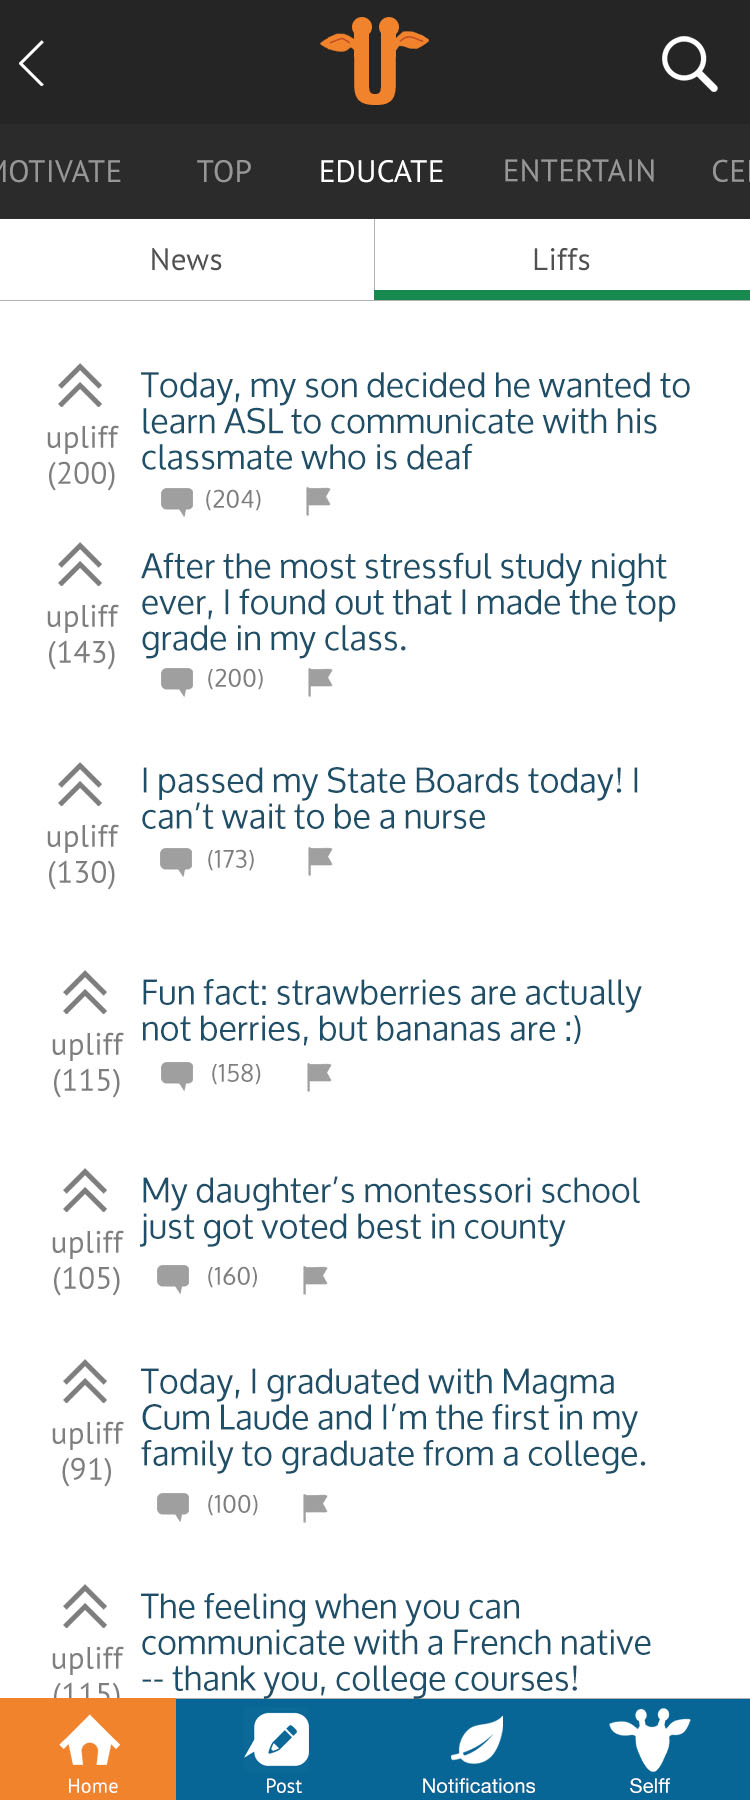 MOTIVATE TOP EDUCATE ENTERTAIN CE
News Liffs
Today, my son decided he wanted to
learn ASL to communicate with his
classmate who is deaf
upliff
(200)
(204)
After the most stressful study night
ever, I found out that I made the top
grade in my class.
upliff
(143)
(200)
I passed my State Boards today! I
can't wait to be a nurse
upliff
(130)
(173)
Fun fact: strawberries are actually
not berries, but bananas are :)
upliff
(115)
(158)
My daughter's montessori school
just got voted best in county
upliff
(105)
(160)
Today, I graduated with Magma
Cum Laude and I'm the first in my
family to graduate from a college.
upliff
(91)
(100)
The feeling when you can
communicate with a French native
-- thank you, college courses!
upliff
(115)
Home Post Notifications Selff